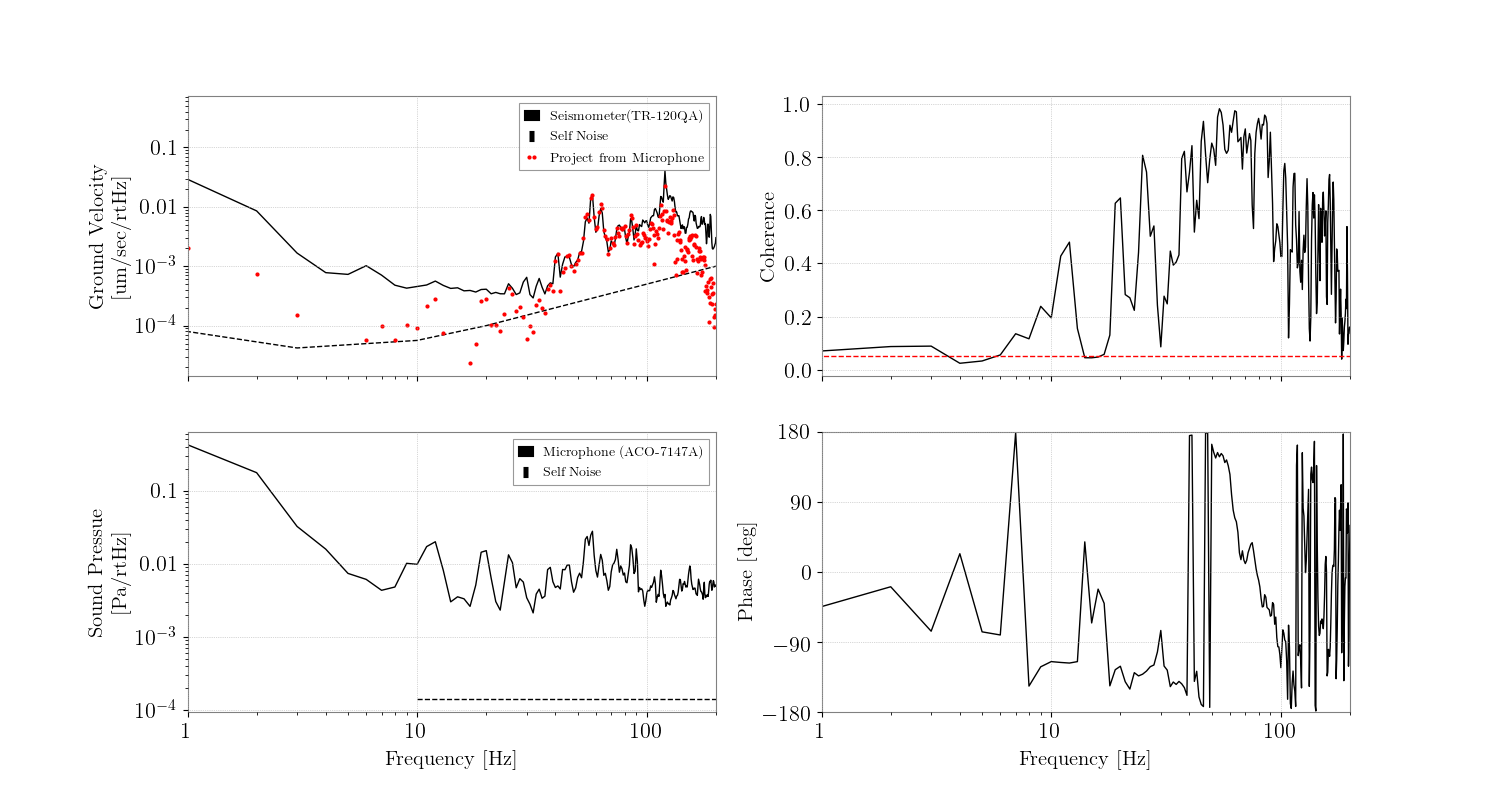 Ground Velocity
[um/sec/rtHz]
0.1
0.01
10−3
10−4
Seismometer(TR-120QA)
Self Noise
Project from Microphone
Coherence
1.0
0.8
0.6
0.4
0.2
0.0
Sound Pressue
[Pa/rtHz]
0.1
0.01
10−3
10−4
Microphone (ACO-7147A)
Self Noise
1
10
100
Frequency [Hz]
Phase [deg]
180
90
0
−90
−180
1
10
100
Frequency [Hz]